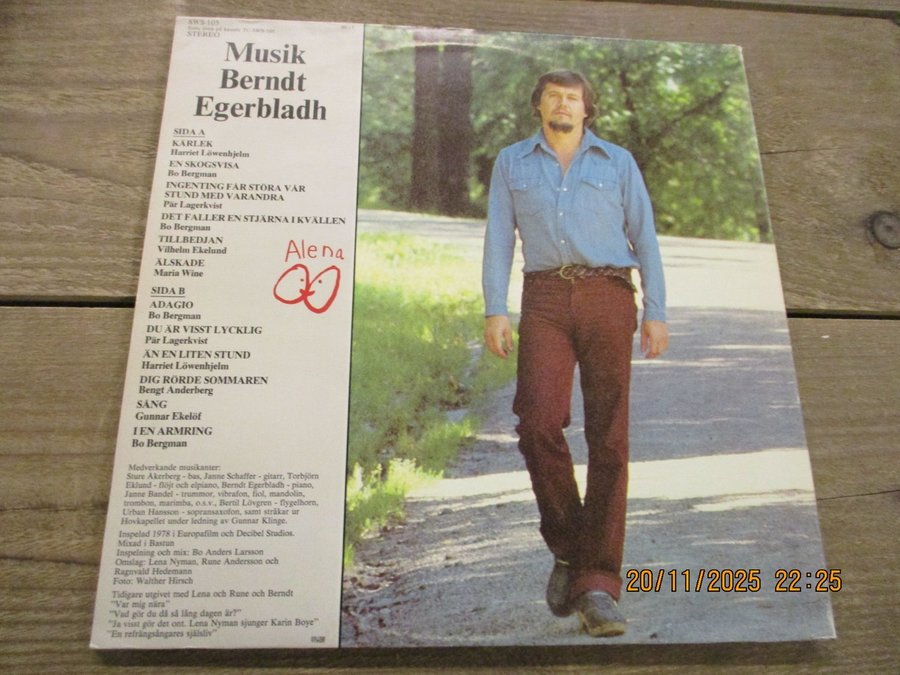 SWS 105
STEREO
Musik
Berndt
Egerbladh
SIDA A
KÄRLEK
Harriet Löwenhjelm
EN SKOGSVISA
Bo Bergman
INGENTING FÅR STÖRA VÅR
STUND MED VARANDRA
Pär Lagerkvist
DET FALLER EN STJÄRNA I KVÄLLEN
Bo Bergman
TILLBEDJAN
Vilhelm Ekelund
ÄLSKADE
Maria Wine
Alena
SIDA B
ADAGIO
Bo Bergman
DU ÄR VISST LYCKLIG
Pär Lagerkvist
ÄN EN LITEN STUND
Harriet Löwenhjelm
DIG RÖRDE SOMMAREN
Bengt Anderberg
SÅNG
Gunnar Ekelöf
I EN ARMRING
Bo Bergman
Medverkande musikanter:
Sture Åkerberg - bas, Janne Schaffer - gitarr, Torbjörn
Eklund - flöjt och elpiano, Berndt Egerbladh - piano,
Janne Bandel - trummor, vibrafon, fiol, mandolin,
trombon, marimba, o.s.v., Bertil Lövgren - flygelhorn,
Urban Hansson - sopransaxofon, samt stråkar ur
Hovkapellet under ledning av Gunnar Klinge.
Inspelad 1978 i Europafilm och Decibel Studios.
Mixad i Bastun
Inspelning och mix: Bo Anders Larsson
Omslag: Lena Nyman, Rune Andersson och
Ragnvald Hedemann
Foto: Walther Hirsch
Tidigare utgivet med Lena och Rune och Berndt
"Var mig nära"
"Vad gör du då så lång dagen är?"
"Ja visst gör det ont. Lena Nyman sjunger Karin Boye"
"En refrängsångares själsliv"
20/11/2025 22:25